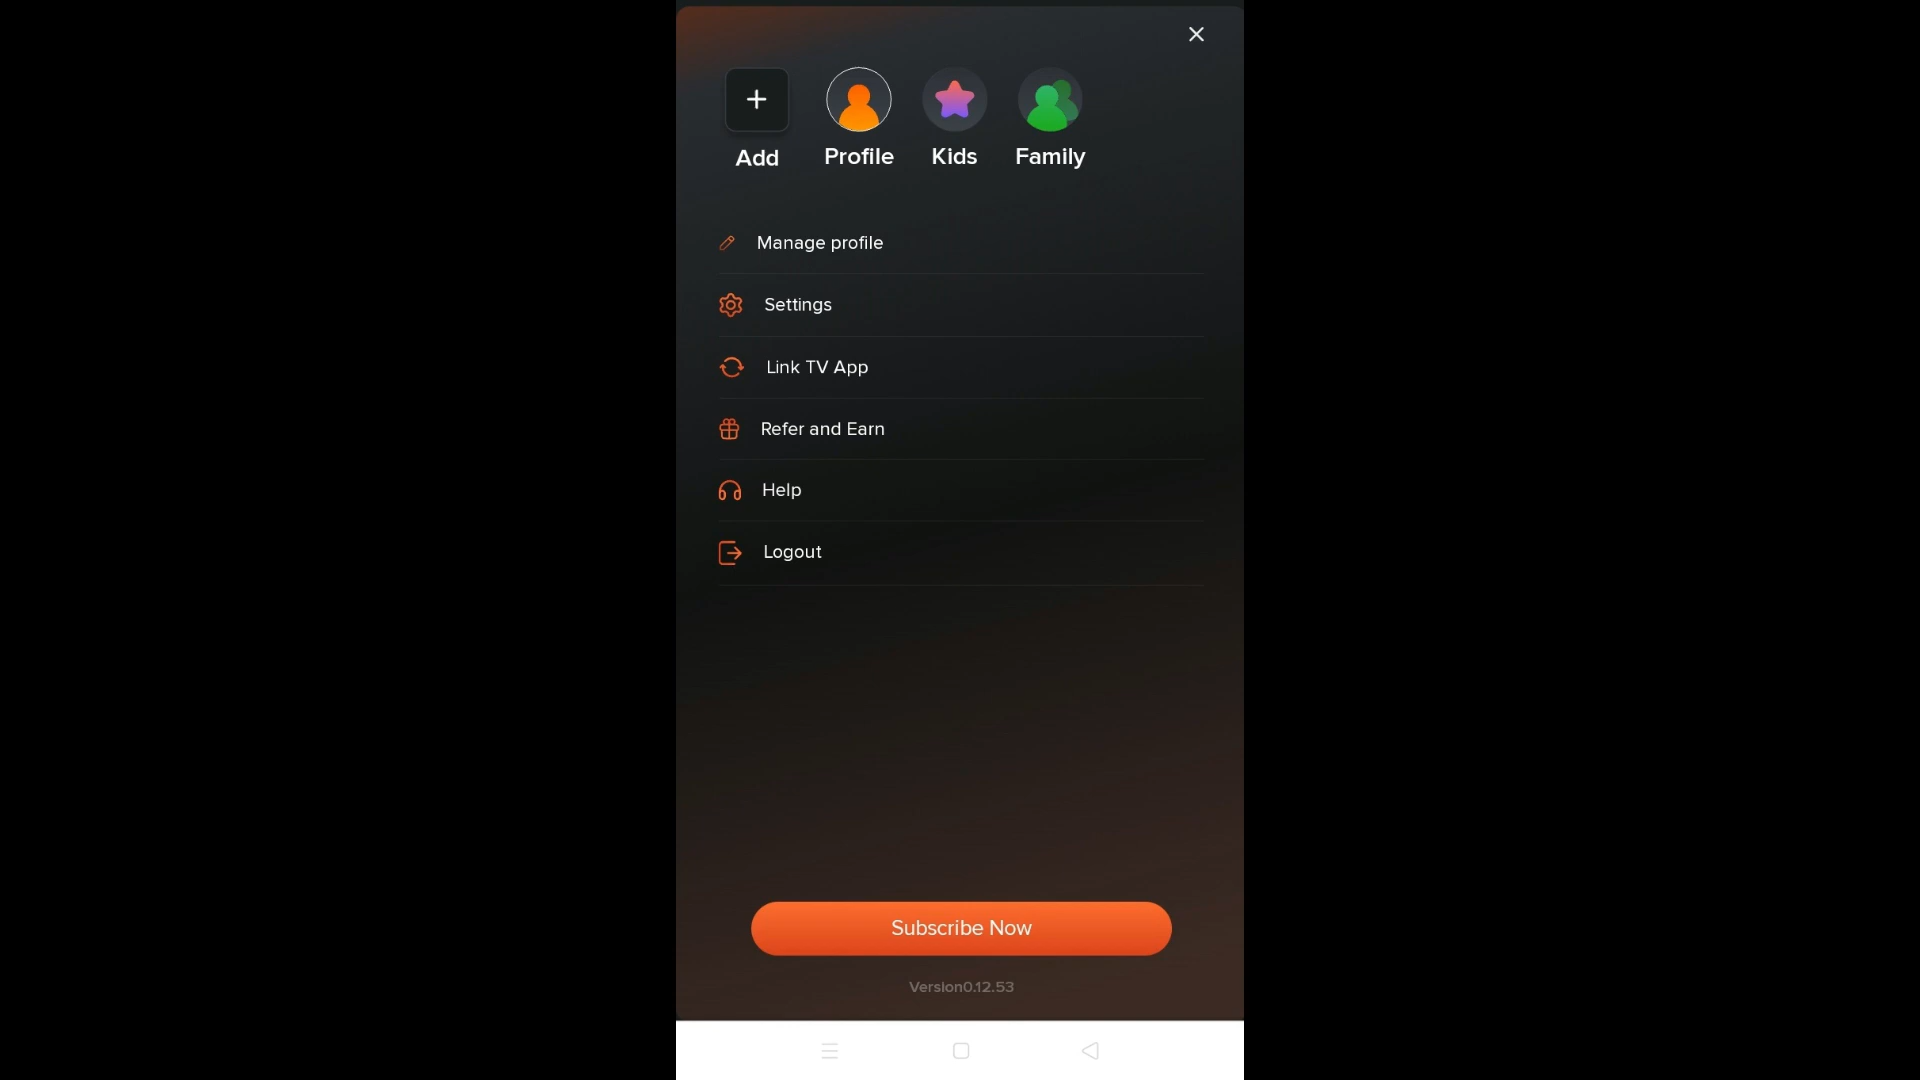 Add
Profile
Kids
Family
Manage profile
Settings
Link TV App
Refer and Earn
Help
Logout
Subscribe Now
Version0.12.53